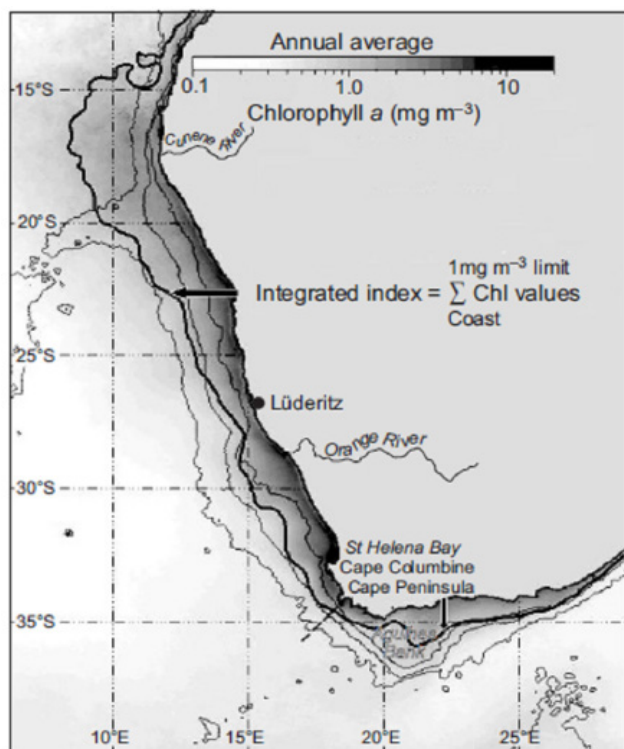 Annual average
0.1 1.0 10
Chlorophyll a (mg m–3)
15°S
Cunene River
20°S
1mg m–3 limit
Integrated index = ∑ Chl values
Coast
25°S
Lüderitz
Orange River
30°S
St Helena Bay
Cape Columbine
Cape Peninsula
35°S
Agulhas
Bank
10°E 15°E 20°E 25°E